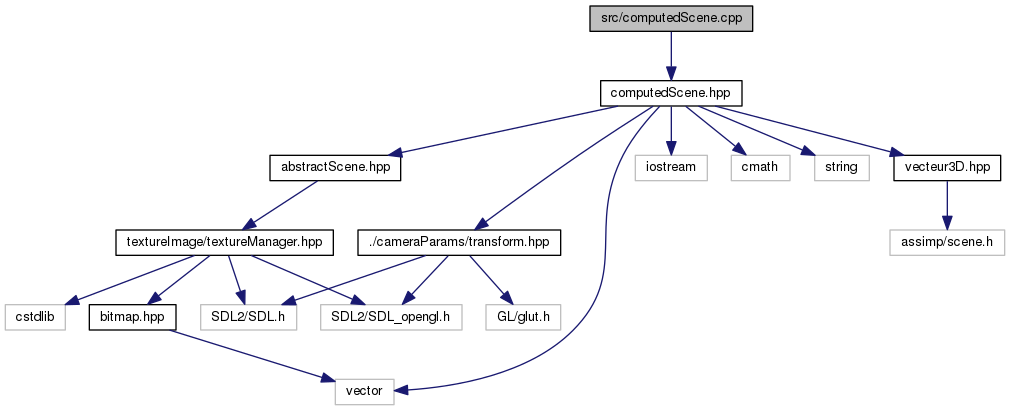 src/computedScene.cpp
computedScene.hpp
abstractScene.hpp
iostream
cmath
string
vecteur3D.hpp
textureImage/textureManager.hpp
./cameraParams/transform.hpp
assimp/scene.h
cstdlib
bitmap.hpp
SDL2/SDL.h
SDL2/SDL_opengl.h
GL/glut.h
vector